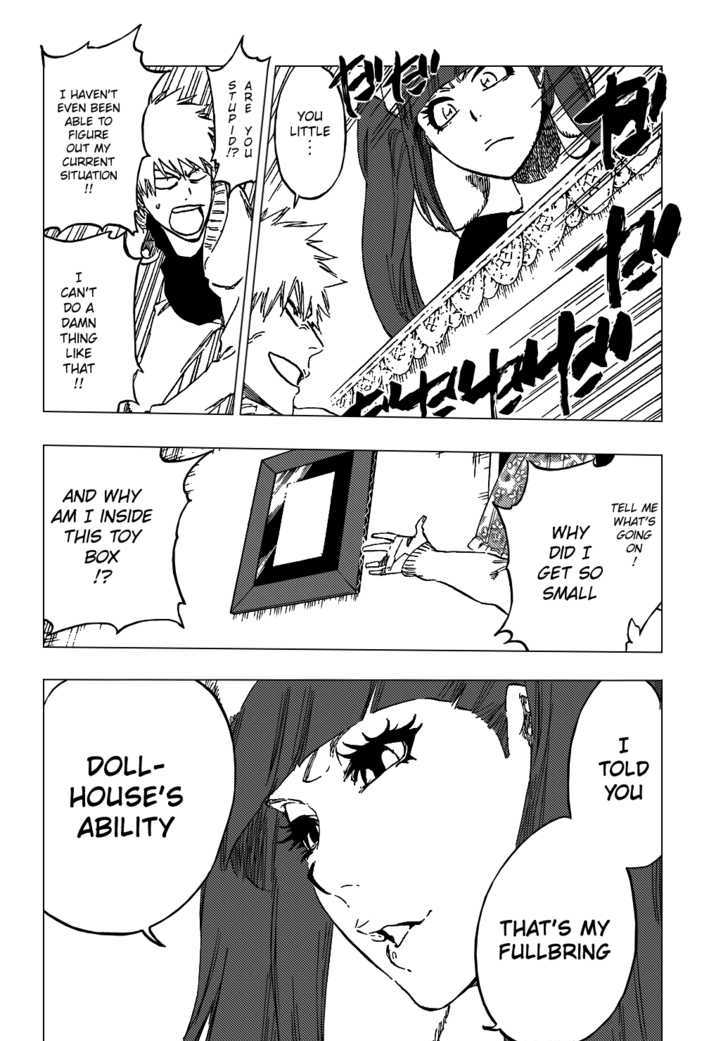 YOU
LITTLE
...
ARE YOU
STUPID!?
I HAVEN'T
EVEN BEEN
ABLE TO
FIGURE
OUT MY
CURRENT
SITUATION
!!
I
CAN'T
DO A
DAMN
THING
LIKE
THAT !!
TELL ME
WHAT'S
GOING
ON
!
WHY
DID I
GET SO
SMALL
AND WHY
AM I INSIDE
THIS TOY
BOX
!?
I
TOLD
YOU
THAT'S MY
FULLBRING
DOLL-
HOUSE'S
ABILITY